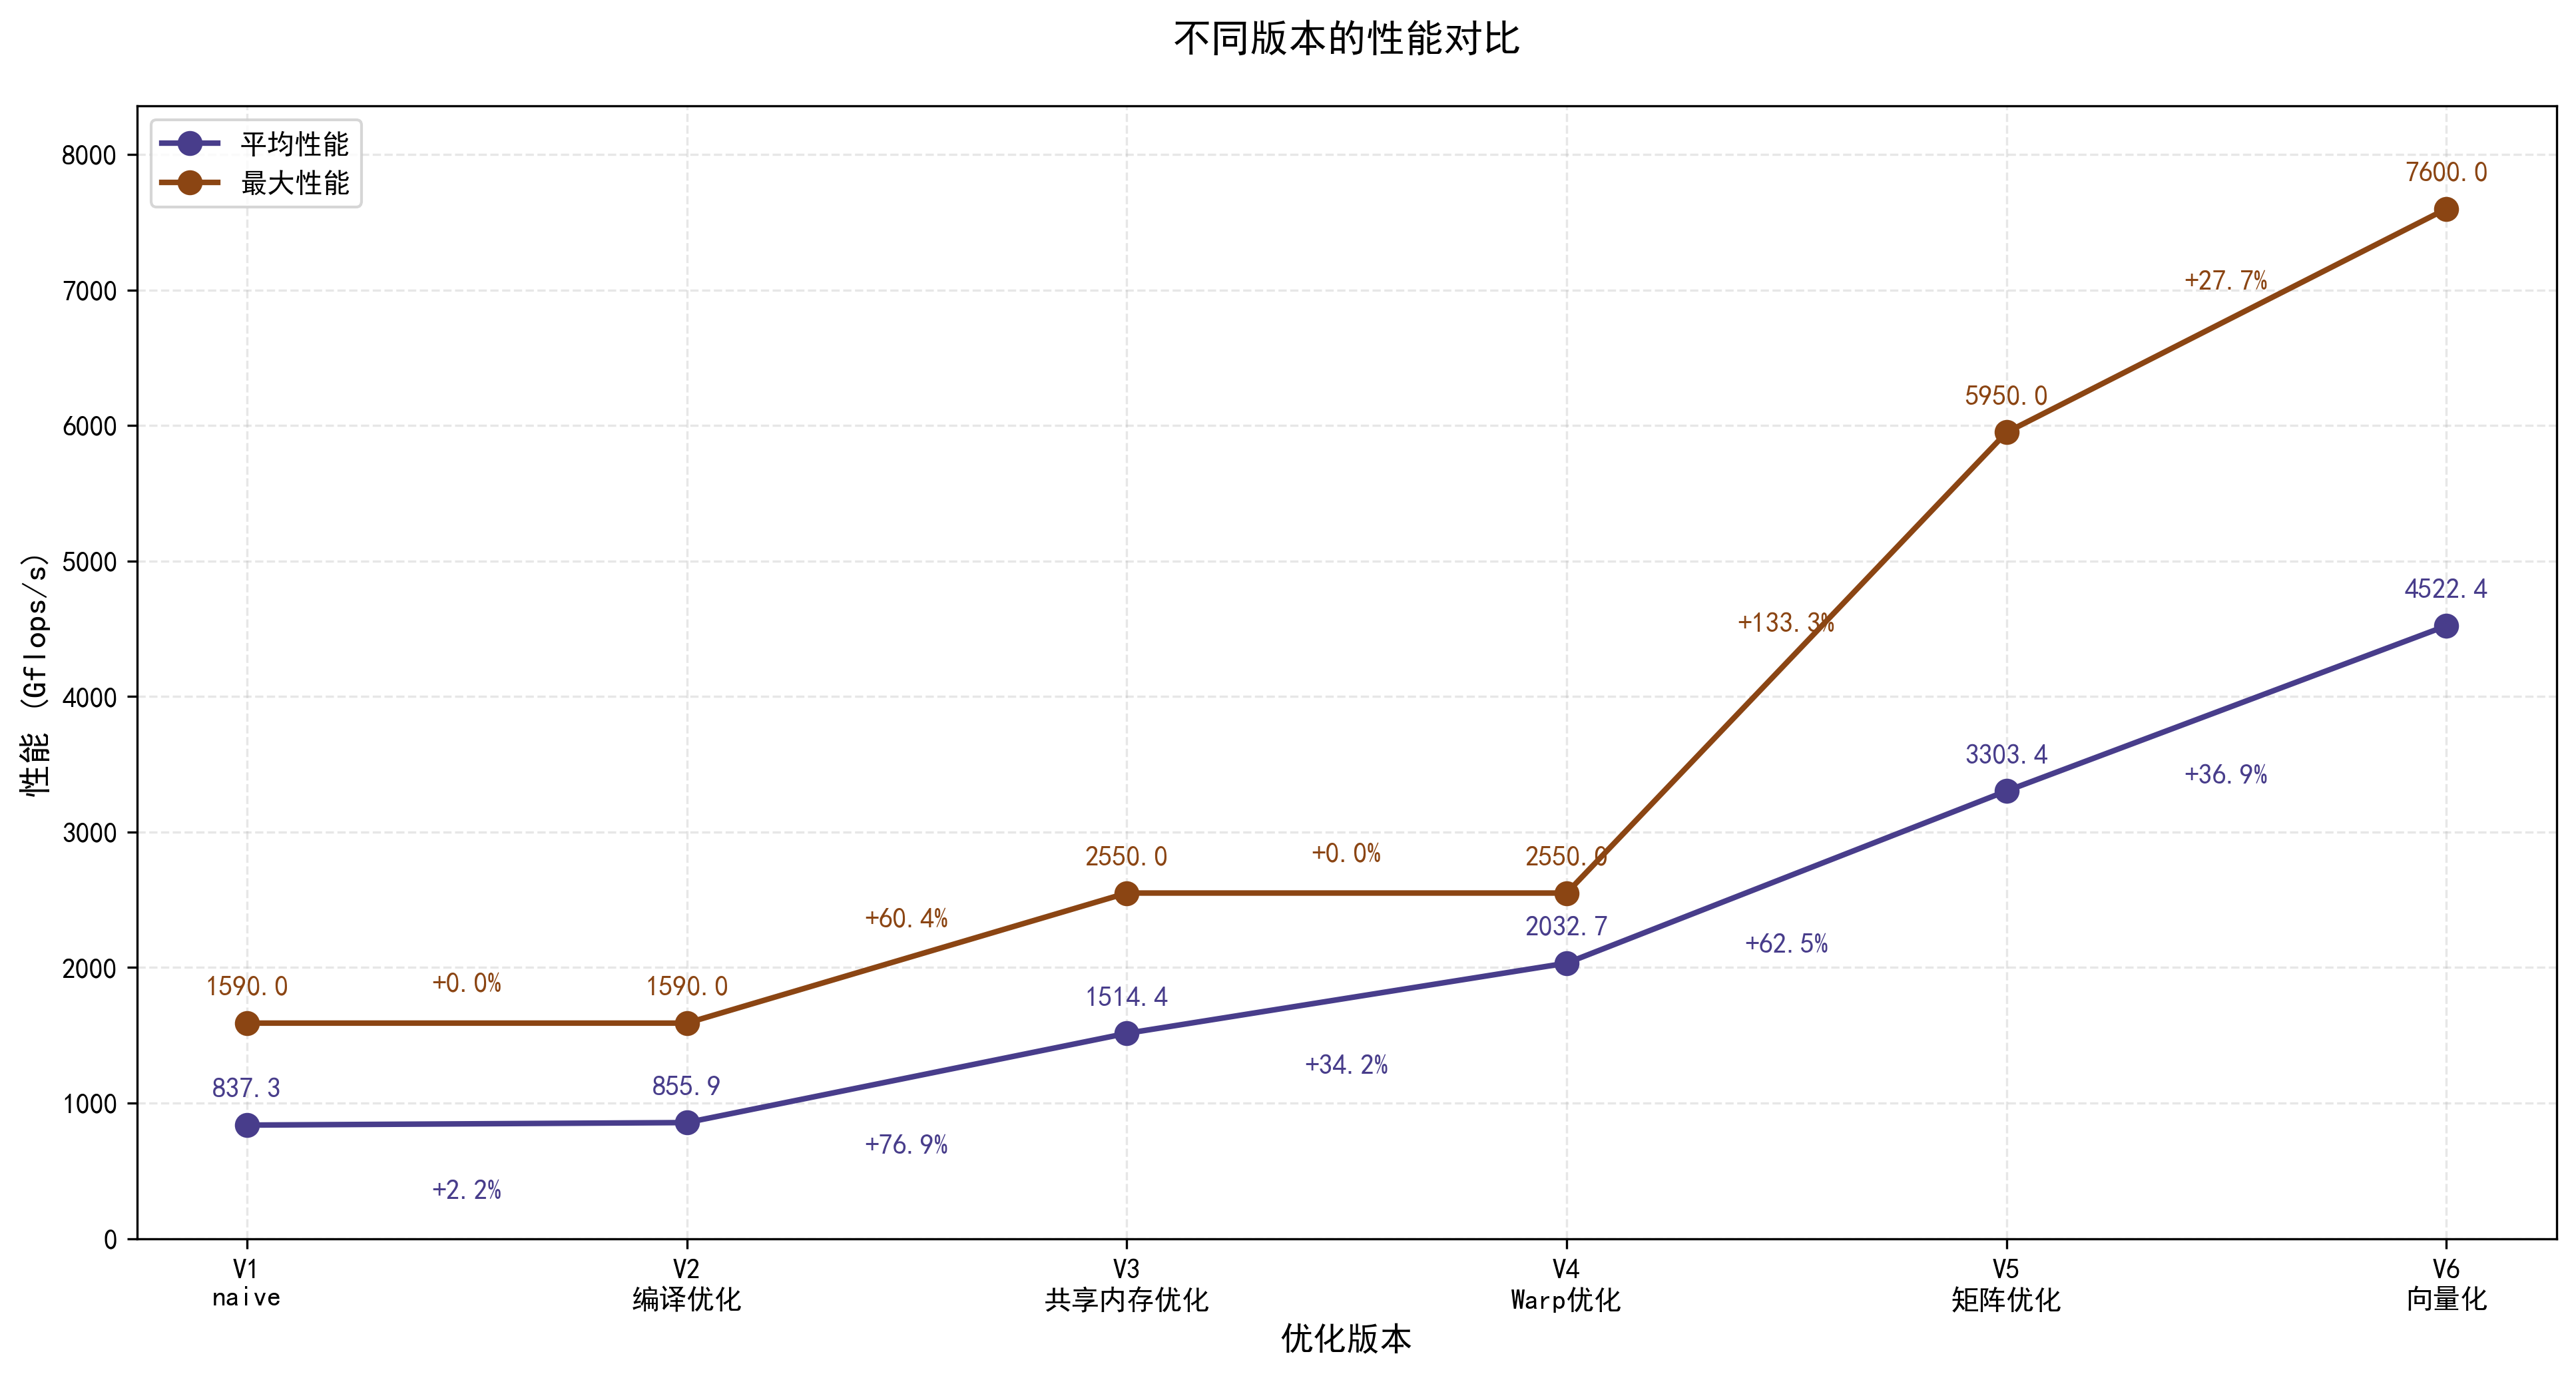 不同版本的性能对比
平均性能
最大性能
性能 (Gflops/s)
8000
7000
6000
5000
4000
3000
2000
1000
0
7600.0
+27.7%
5950.0
+133.3%
4522.4
3303.4
+36.9%
2550.0
+0.0%
2550.0
+60.4%
2032.7
+62.5%
1590.0
+0.0%
1590.0
1514.4
+34.2%
837.3
855.9
+76.9%
+2.2%
V1
naive
V2
编译优化
V3
共享内存优化
V4
Warp优化
V5
矩阵优化
V6
向量化
优化版本